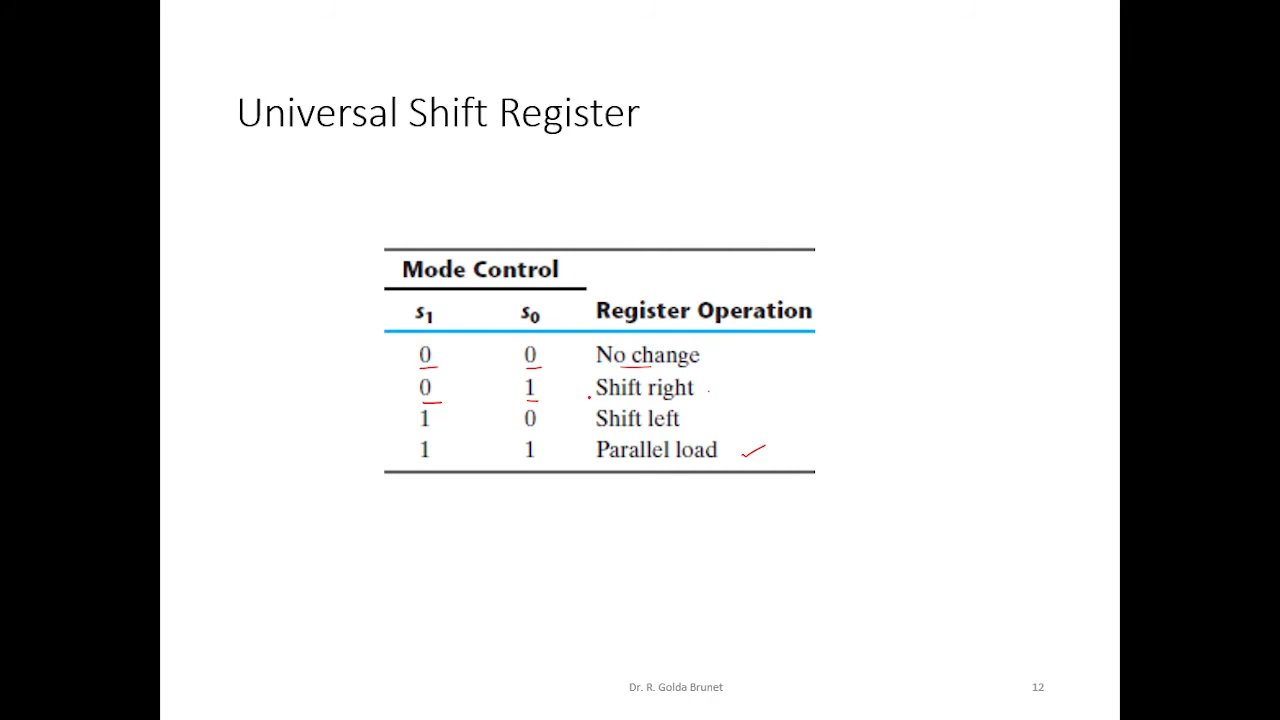 Universal Shift Register
Mode Control
s1 s0 Register Operation
0 0 No change
0 1 Shift right
1 0 Shift left
1 1 Parallel load
Dr. R. Golda Brunet 12